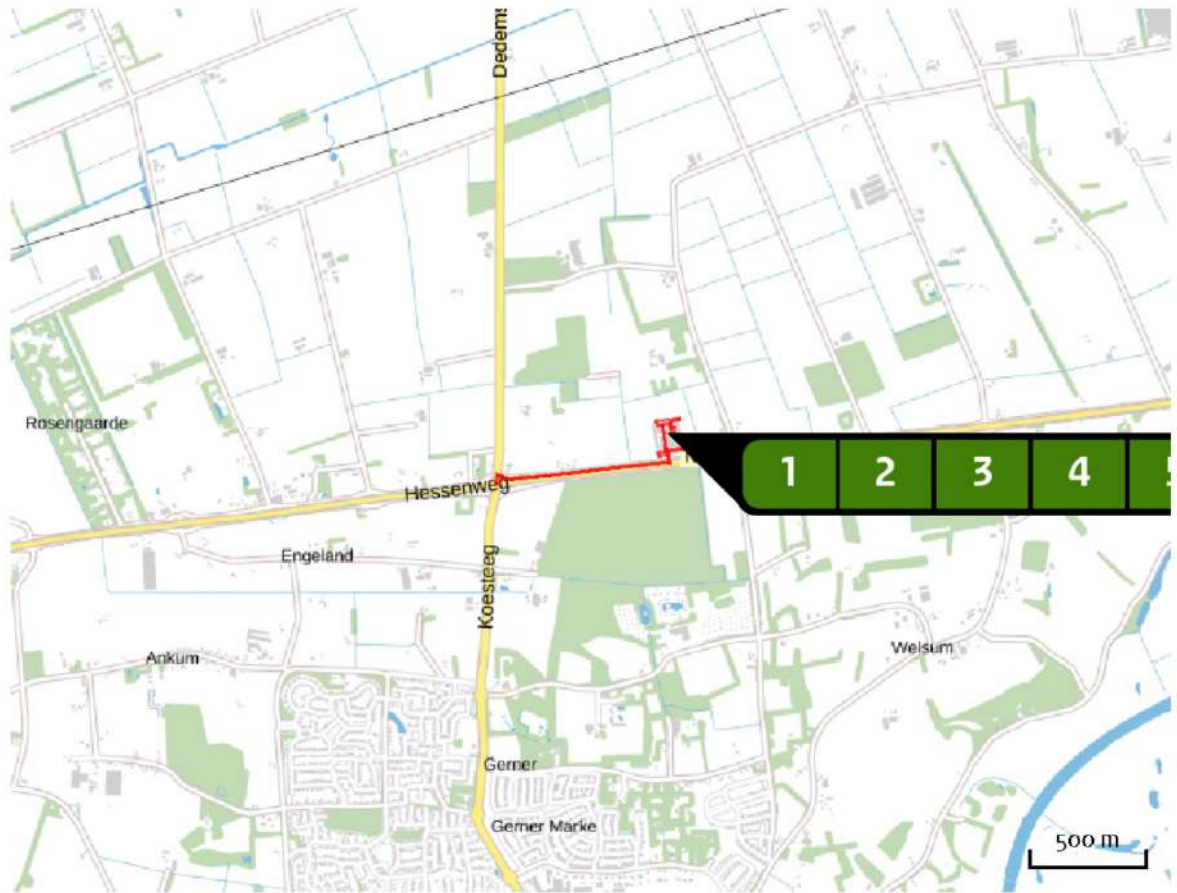 Dedems
Rosengaarde
Hessenweg
1 2 3 4
Engeland
Koesteeg
Ankum
Welsum
Gerner
Gerner Marke
500 m